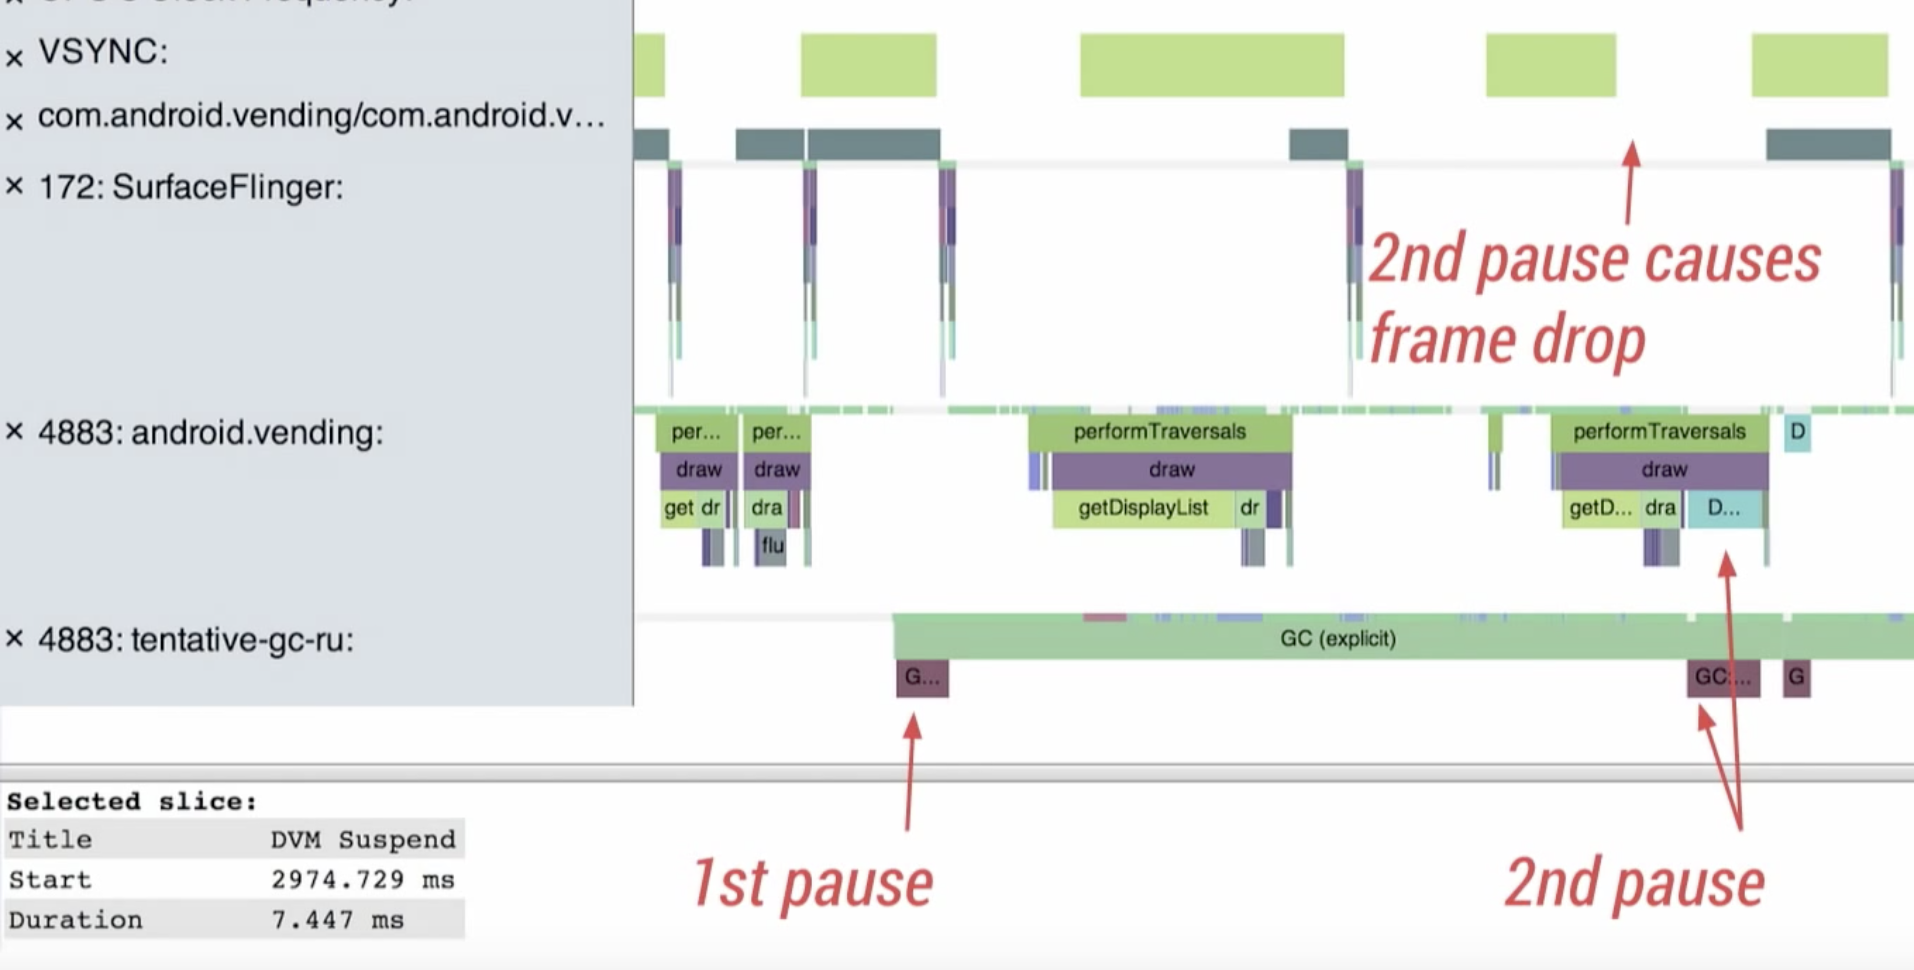 × VSYNC:
× com.android.vending/com.android.v...
× 172: SurfaceFlinger:
2nd pause causes
frame drop
× 4883: android.vending:
per... per... performTraversals performTraversals D
draw draw draw draw
get dr dra getDisplayList dr getD... dra D...
flu
× 4883: tentative-gc-ru:
GC (explicit)
G... GC:... G
Selected slice:
Title DVM Suspend
Start 2974.729 ms
Duration 7.447 ms
1st pause
2nd pause